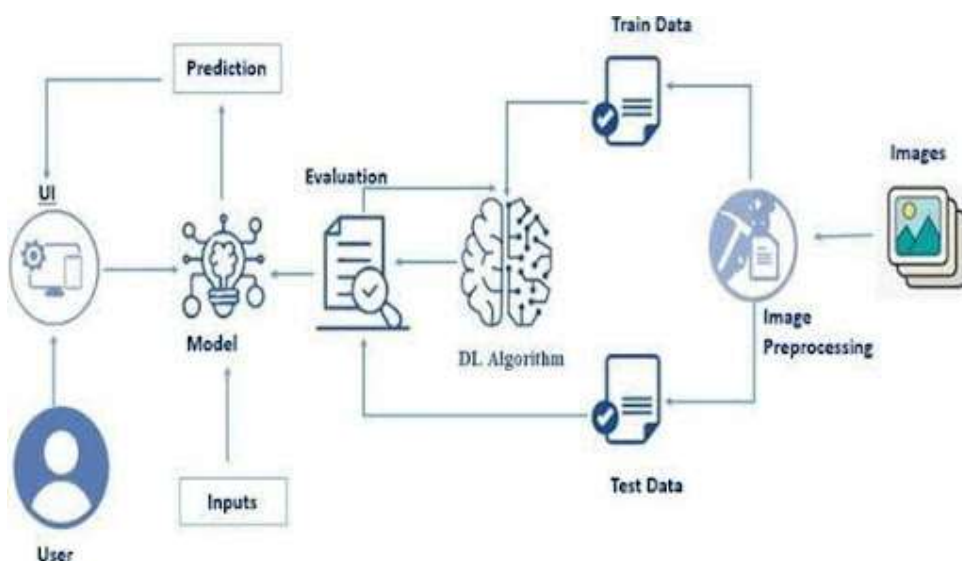 Train Data
Prediction
Images
Evaluation
UI
Model
DL Algorithm
Image
Preprocessing
Inputs
Test Data
User